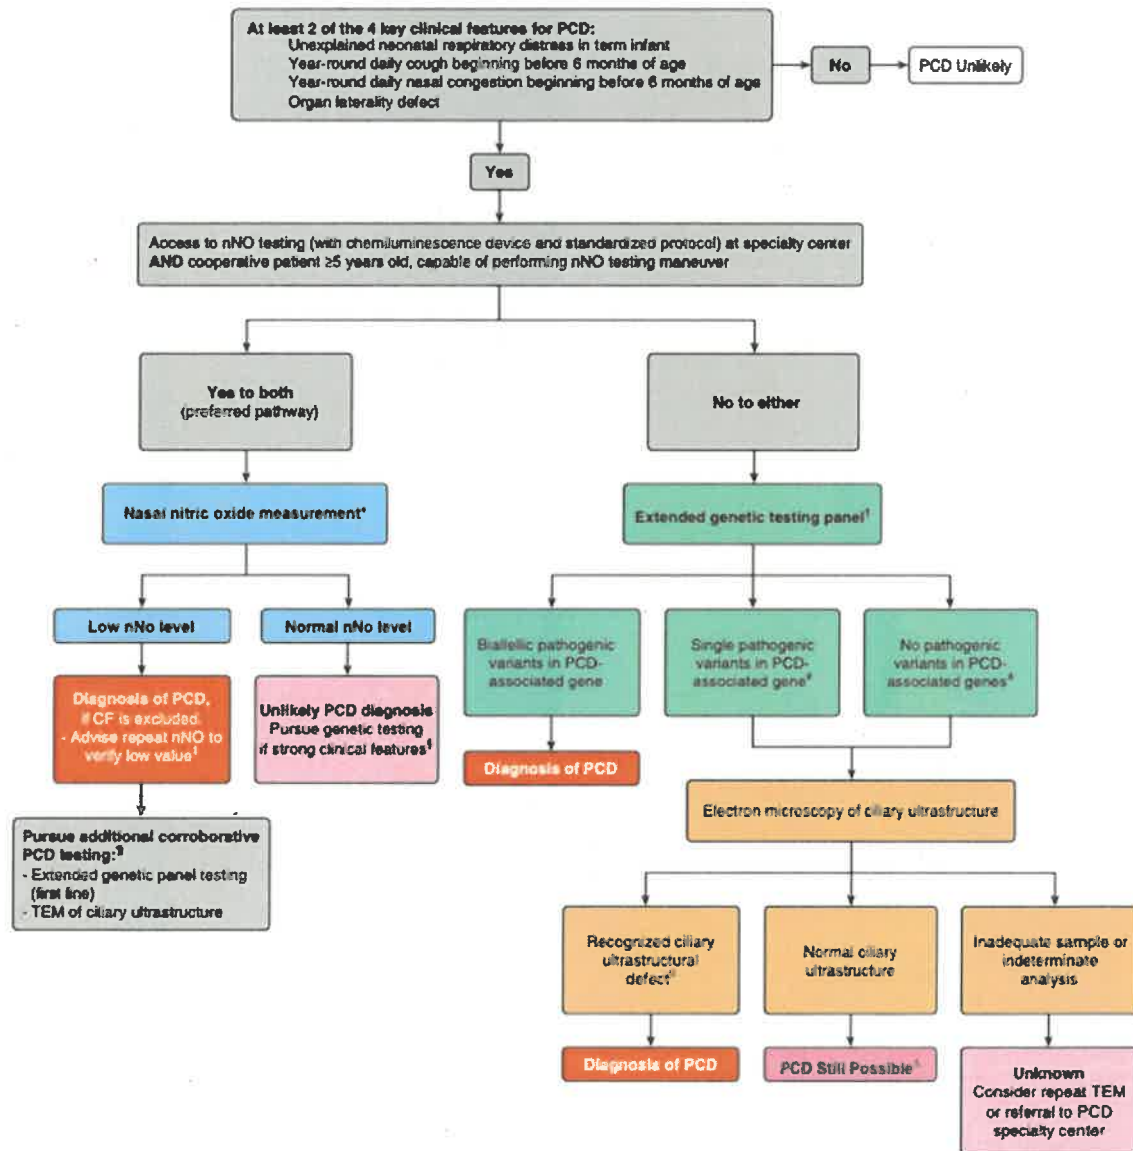 At least 2 of the 4 key clinical features for PCD:
Unexplained neonatal respiratory distress in term infant
Year-round daily cough beginning before 6 months of age
Year-round daily nasal congestion beginning before 6 months of age
Organ laterality defect
No
PCD Unlikely
Yes
Access to nNO testing (with chemiluminescence device and standardized protocol) at specialty center
AND cooperative patient ≥5 years old, capable of performing nNO testing maneuver
Yes to both
(preferred pathway)
No to either
Nasal nitric oxide measurement*
Extended genetic testing panel†
Low nNo level
Normal nNo level
Biallelic pathogenic
variants in PCD-
associated gene
Single pathogenic
variants in PCD-
associated gene
No pathogenic
variants in PCD-
associated genes
Diagnosis of PCD,
if CF is excluded.
- Advise repeat nNO to
verify low value‡
Unlikely PCD diagnosis
Pursue genetic testing
if strong clinical features§
Diagnosis of PCD
Electron microscopy of ciliary ultrastructure
Pursue additional corroborative
PCD testing:
- Extended genetic panel testing
(first line)
- TEM of ciliary ultrastructure
Recognized ciliary
ultrastructural
defect
Normal ciliary
ultrastructure
Inadequate sample or
indeterminate
analysis
Diagnosis of PCD
PCD Still Possible
Unknown
Consider repeat TEM
or referral to PCD
specialty center